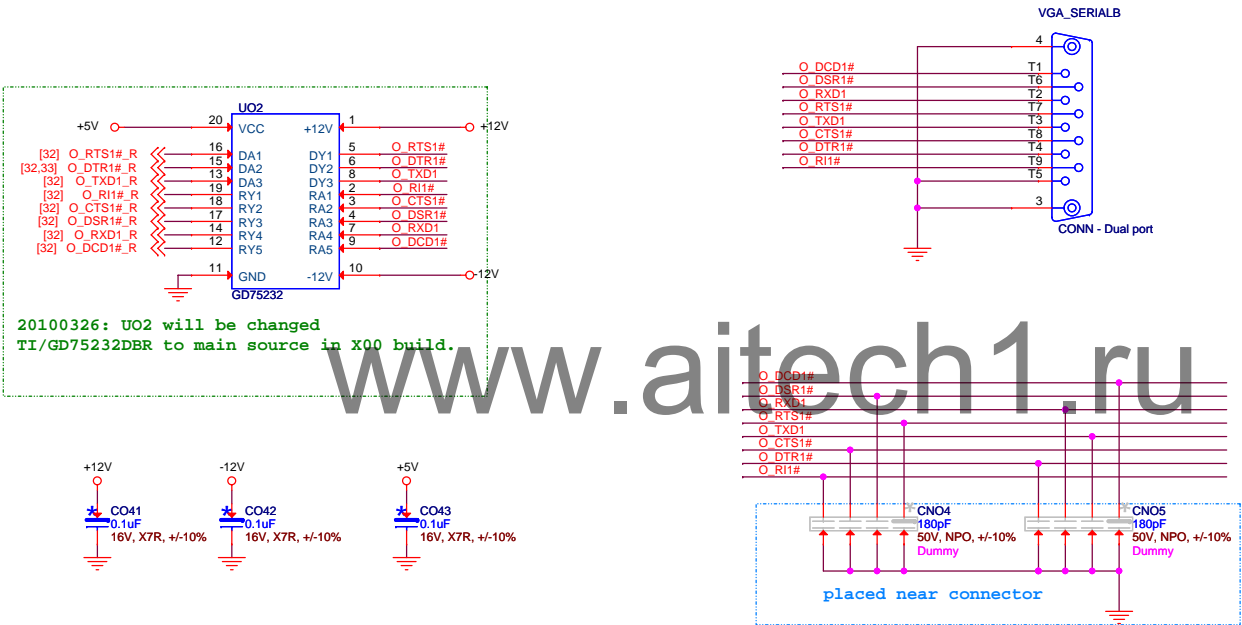 VGA_SERIALB
4
O_DCD1# T1
O_DSR1# T6
O_RXD1 T2
O_RTS1# T7
O_TXD1 T3
O_CTS1# T8
O_DTR1# T4
O_RI1# T9
T5
3
CONN - Dual port
UO2
+5V 20 VCC +12V 1 +12V
[32] O_RTS1#_R 16 DA1 DY1 5 O_RTS1#
[32,33] O_DTR1#_R 15 DA2 DY2 6 O_DTR1#
[32] O_TXD1_R 13 DA3 DY3 8 O_TXD1
[32] O_RI1#_R 19 RY1 RA1 2 O_RI1#
[32] O_CTS1#_R 18 RY2 RA2 3 O_CTS1#
[32] O_DSR1#_R 17 RY3 RA3 4 O_DSR1#
[32] O_RXD1_R 14 RY4 RA4 7 O_RXD1
[32] O_DCD1#_R 12 RY5 RA5 9 O_DCD1#
11 GND -12V 10 -12V
GD75232
20100326: UO2 will be changed
TI/GD75232DBR to main source in X00 build.
www.aitech1.ru
O_DCD1#
O_DSR1#
O_RXD1
O_RTS1#
O_TXD1
O_CTS1#
O_DTR1#
O_RI1#
+12V -12V +5V
* CO41 * CO42 * CO43
0.1uF 0.1uF 0.1uF
16V, X7R, +/-10% 16V, X7R, +/-10% 16V, X7R, +/-10%
* CNO4 * CNO5
180pF 180pF
50V, NPO, +/-10% 50V, NPO, +/-10%
Dummy Dummy
placed near connector